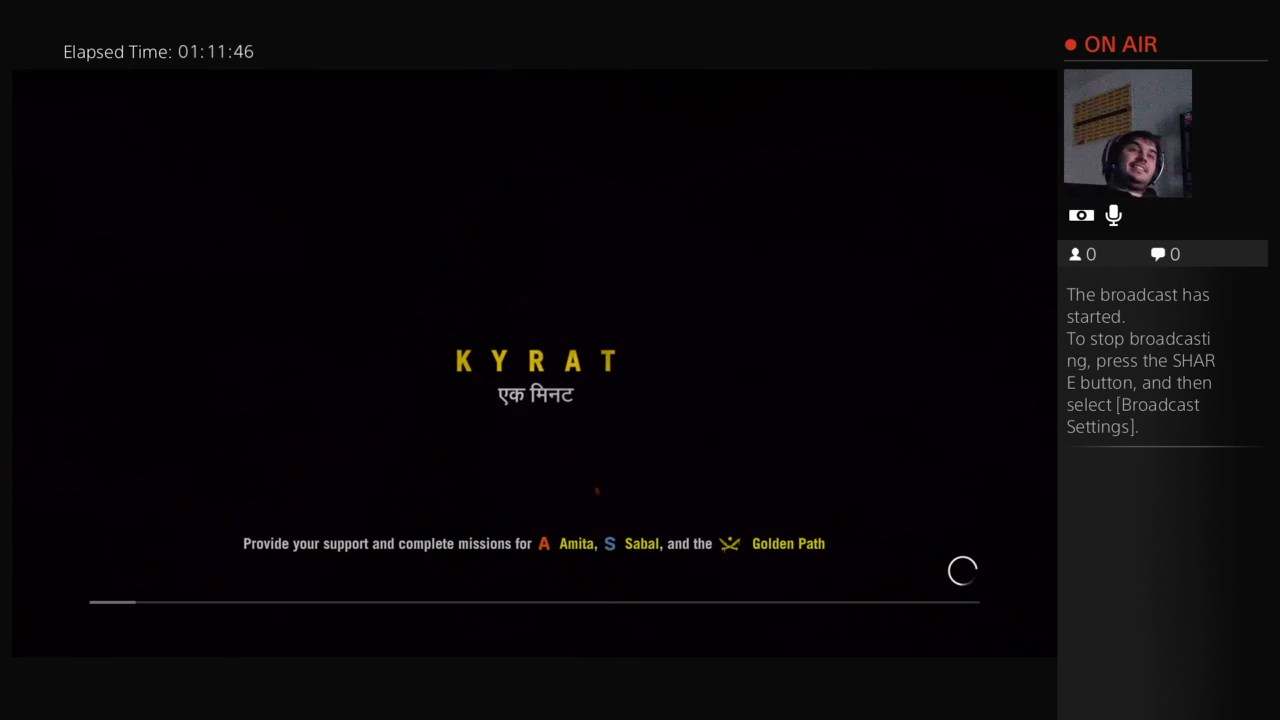 Elapsed Time: 01:11:46
ON AIR
0
0
The broadcast has
started.
To stop broadcasti
ng, press the SHAR
E button, and then
select [Broadcast
Settings].
KYRAT
एक मिनट
Provide your support and complete missions for A Amita, S Sabal, and the Golden Path